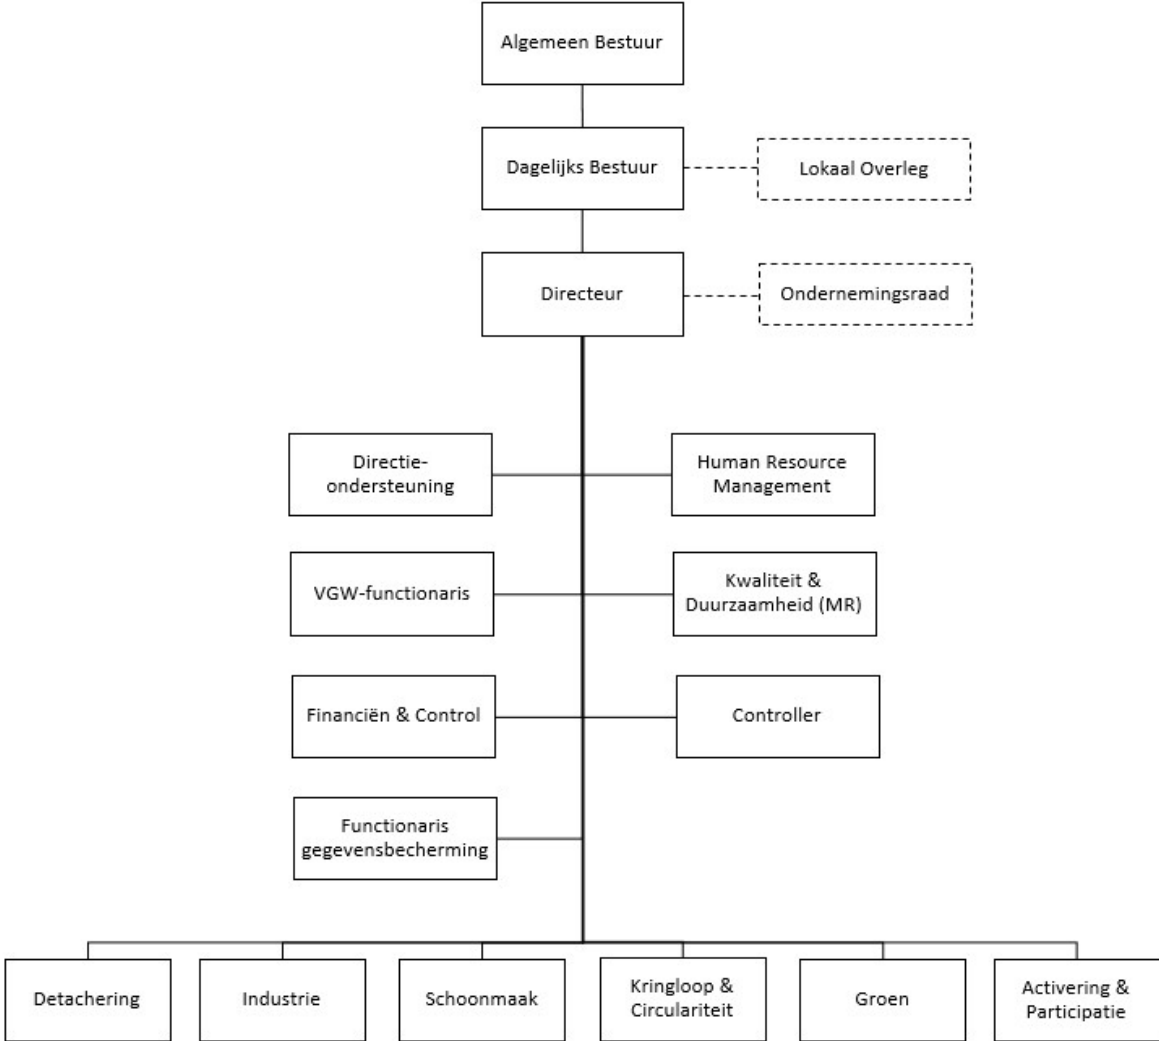 Algemeen Bestuur
Dagelijks Bestuur
Lokaal Overleg
Directeur
Ondernemingsraad
Directie-
ondersteuning
Human Resource
Management
VGW-functionaris
Kwaliteit &
Duurzaamheid (MR)
Financiën & Control
Controller
Functionaris
gegevensbecherming
Detachering
Industrie
Schoonmaak
Kringloop &
Circulariteit
Groen
Activering &
Participatie